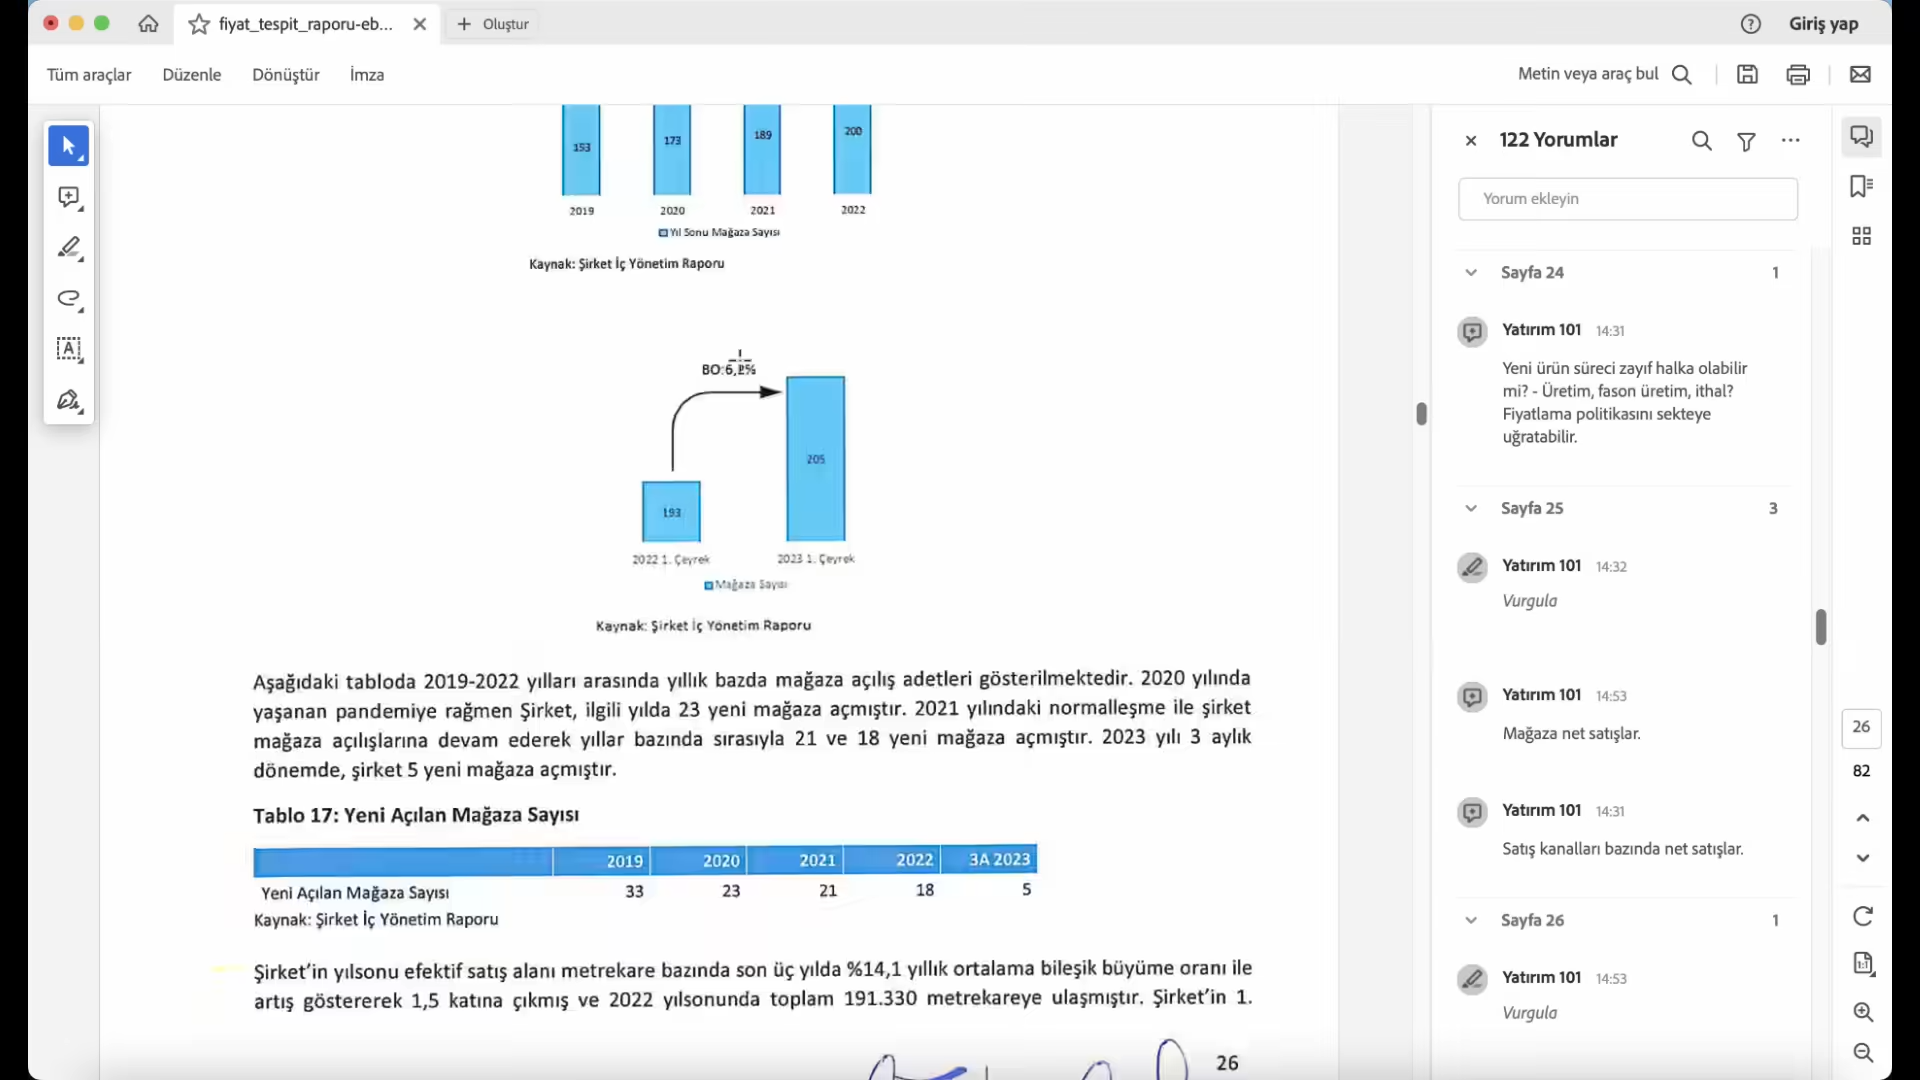 fiyat_tespit_raporu-eb...
Oluştur
Giriş yap
Tüm araçlar
Düzenle
Dönüştür
İmza
Metin veya araç bul
153
173
189
200
2019
2020
2021
2022
Yıl Sonu Mağaza Sayısı
Kaynak: Şirket İç Yönetim Raporu
BO:6,2%
193
205
2022 1. Çeyrek
2023 1. Çeyrek
Mağaza Sayısı
Kaynak: Şirket İç Yönetim Raporu
Aşağıdaki tabloda 2019-2022 yılları arasında yıllık bazda mağaza açılış adetleri gösterilmektedir. 2020 yılında
yaşanan pandemiye rağmen Şirket, ilgili yılda 23 yeni mağaza açmıştır. 2021 yılındaki normalleşme ile şirket
mağaza açılışlarına devam ederek yıllar bazında sırasıyla 21 ve 18 yeni mağaza açmıştır. 2023 yılı 3 aylık
dönemde, şirket 5 yeni mağaza açmıştır.
Tablo 17: Yeni Açılan Mağaza Sayısı
2019 2020 2021 2022 3A 2023
Yeni Açılan Mağaza Sayısı 33 23 21 18 5
Kaynak: Şirket İç Yönetim Raporu
Şirket'in yılsonu efektif satış alanı metrekare bazında son üç yılda %14,1 yıllık ortalama bileşik büyüme oranı ile
artış göstererek 1,5 katına çıkmış ve 2022 yılsonunda toplam 191.330 metrekareye ulaşmıştır. Şirket'in 1.
26
122 Yorumlar
Yorum ekleyin
Sayfa 24 1
Yatırım 101 14:31
Yeni ürün süreci zayıf halka olabilir
mi? - Üretim, fason üretim, ithal?
Fiyatlama politikasını sekteye
uğratabilir.
Sayfa 25 3
Yatırım 101 14:32
Vurgula
Yatırım 101 14:53
Mağaza net satışlar.
Yatırım 101 14:31
Satış kanalları bazında net satışlar.
Sayfa 26 1
Yatırım 101 14:53
Vurgula
26
82
1:1